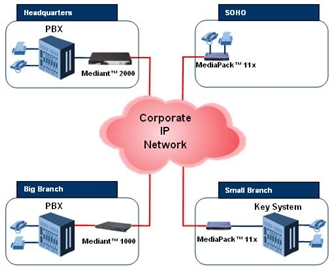 Headquarters
PBX
Mediant™ 2000
SOHO
MediaPack™ 11x
Corporate
IP
Network
Big Branch
PBX
Mediant™ 1000
Small Branch
Key System
MediaPack™ 11x